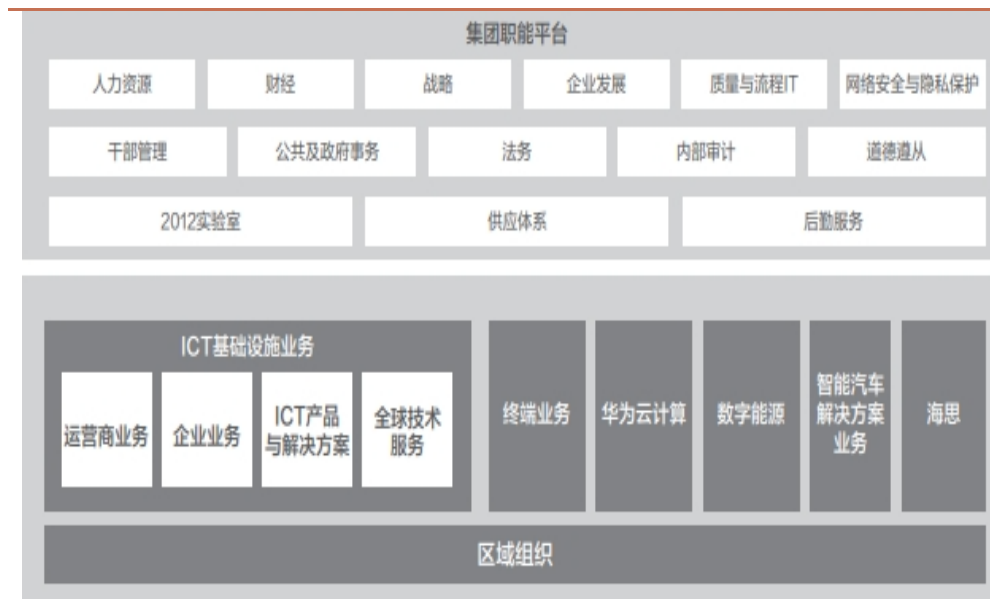 集团职能平台
人力资源
财经
战略
企业发展
质量与流程IT
网络安全与隐私保护
干部管理
公共及政府事务
法务
内部审计
道德遵从
2012实验室
供应体系
后勤服务
ICT基础设施业务
运营商业务
企业业务
ICT产品
与解决方案
全球技术
服务
终端业务
华为云计算
数字能源
智能汽车
解决方案
业务
海思
区域组织